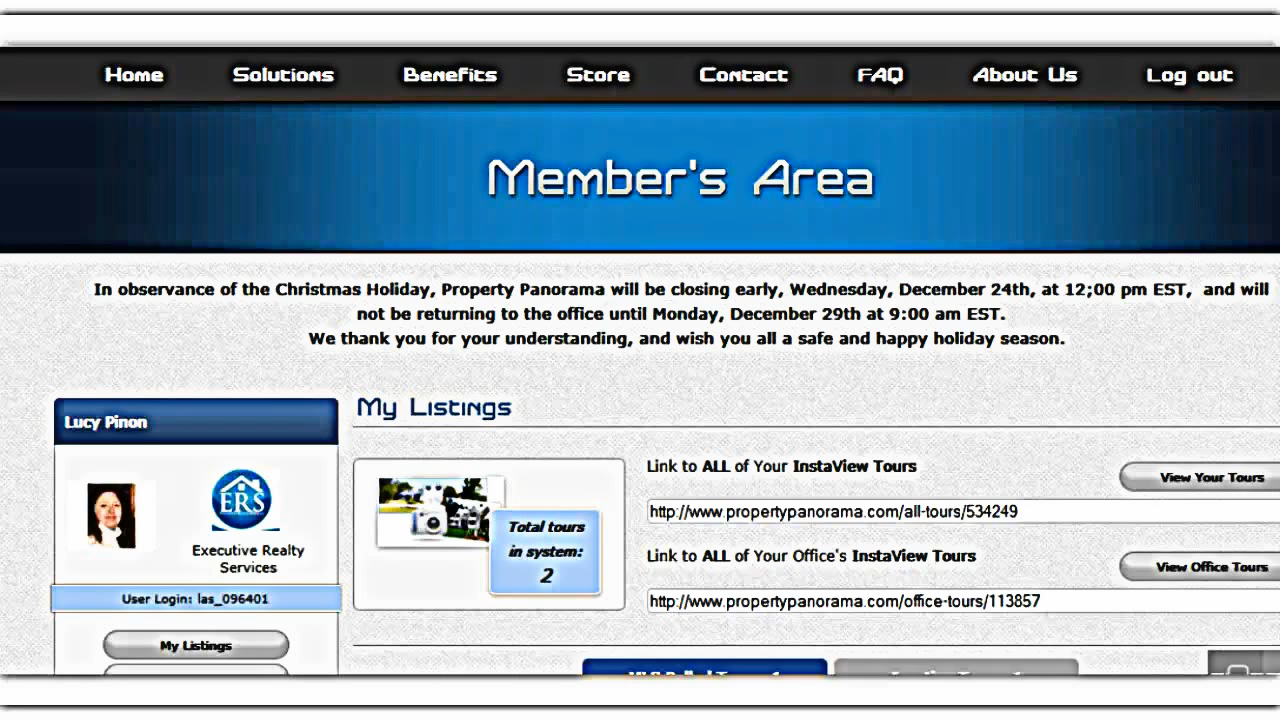 Home Solutions Benefits Store Contact FAQ About Us Log out
Member's Area
In observance of the Christmas Holiday, Property Panorama will be closing early, Wednesday, December 24th, at 12;00 pm EST, and will
not be returning to the office until Monday, December 29th at 9:00 am EST.
We thank you for your understanding, and wish you all a safe and happy holiday season.
Lucy Pinon
ERS
Executive Realty
Services
User Login: las_096401
My Listings
My Listings
Total tours
in system:
2
Link to ALL of Your InstaView Tours
View Your Tours
http://www.propertypanorama.com/all-tours/534249
Link to ALL of Your Office's InstaView Tours
View Office Tours
http://www.propertypanorama.com/office-tours/113857